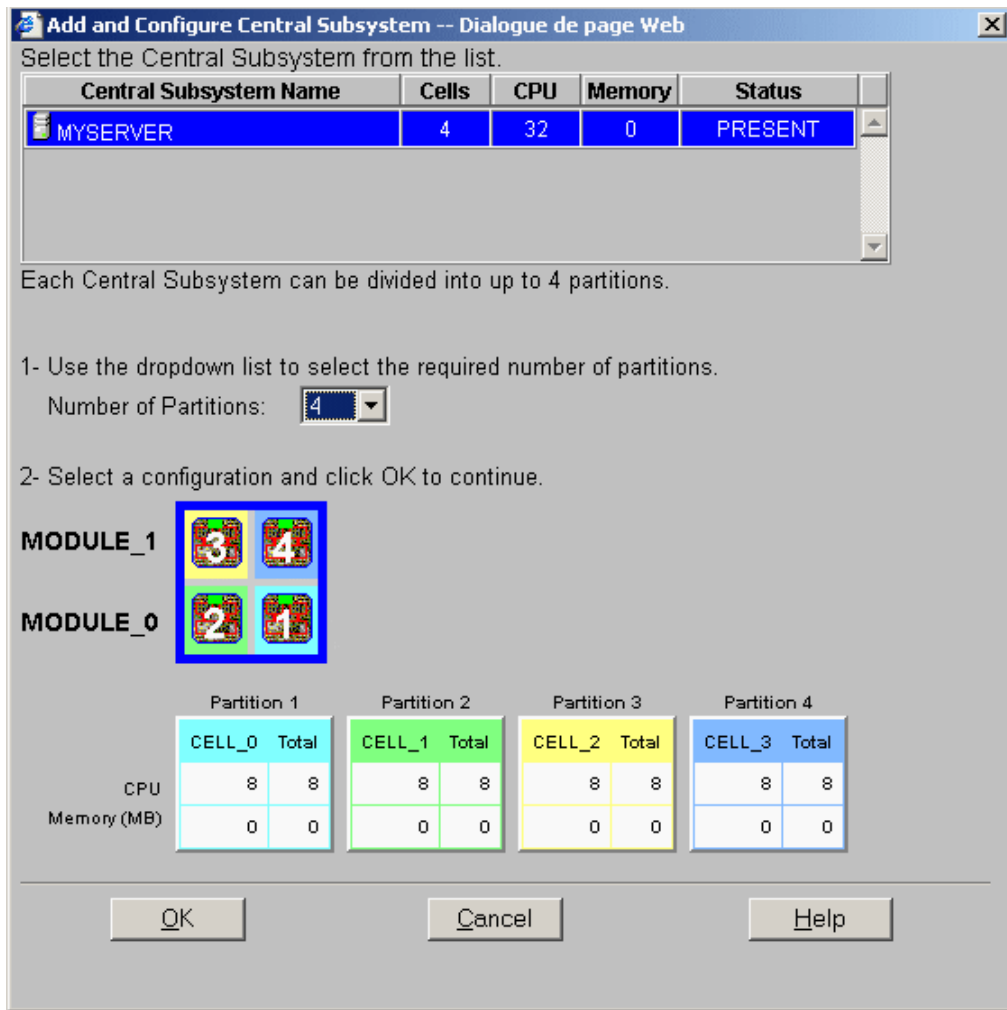 Add and Configure Central Subsystem -- Dialogue de page Web
Select the Central Subsystem from the list.
Central Subsystem Name Cells CPU Memory Status
MYSERVER 4 32 0 PRESENT
Each Central Subsystem can be divided into up to 4 partitions.
1- Use the dropdown list to select the required number of partitions.
Number of Partitions: 4
2- Select a configuration and click OK to continue.
MODULE_1 3 4
MODULE_0 2 1
Partition 1 Partition 2 Partition 3 Partition 4
CELL_0 Total CELL_1 Total CELL_2 Total CELL_3 Total
CPU 8 8 8 8 8 8 8 8
Memory (MB) 0 0 0 0 0 0 0 0
OK Cancel Help